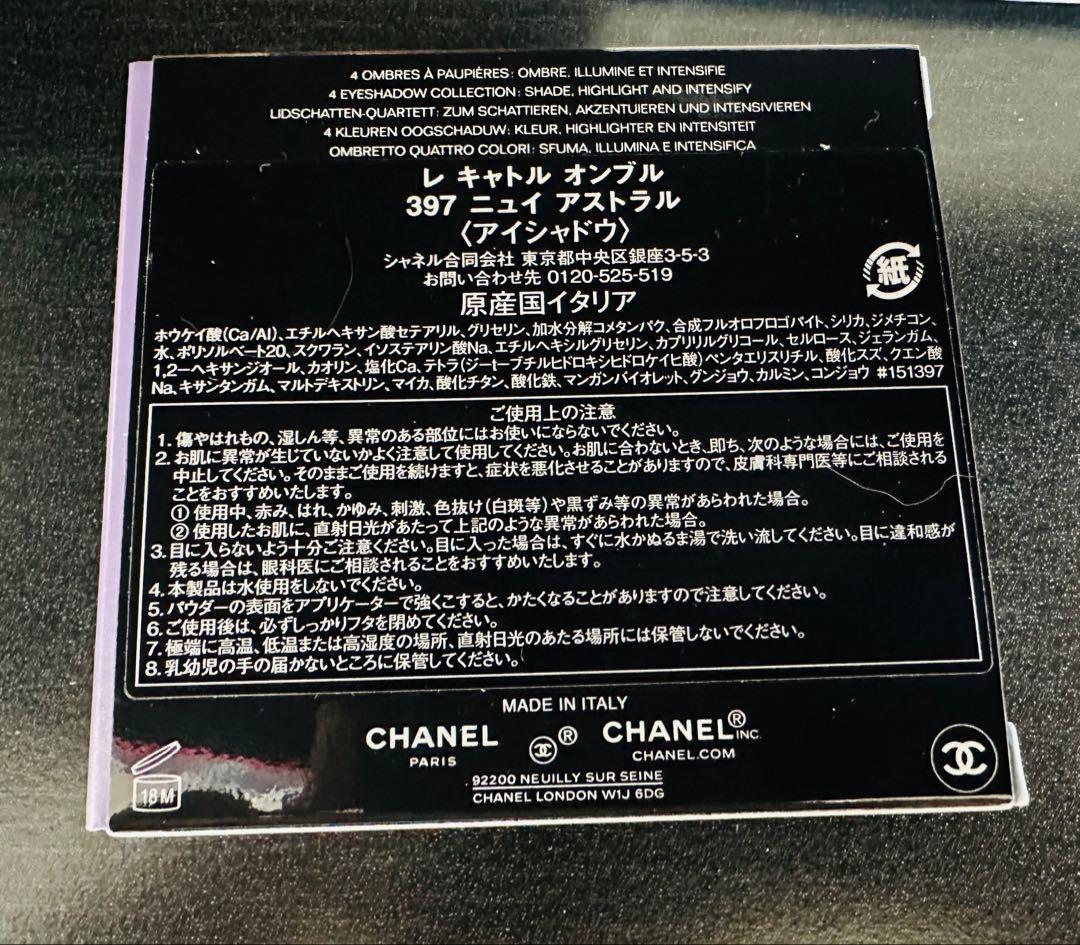 4 OMBRES À PAUPIÈRES: OMBRE, ILLUMINE ET INTENSIFIE
4 EYESHADOW COLLECTION: SHADE, HIGHLIGHT AND INTENSIFY
LIDSCHATTEN-QUARTETT: ZUM SCHATTIEREN, AKZENTUIEREN UND INTENSIVIEREN
4 KLEUREN OOGSCHADUW: KLEUR, HIGHLIGHTER EN INTENSITEIT
OMBRETTO QUATTRO COLORI: SFUMA, ILLUMINA E INTENSIFICA
レ キャトル オンブル
397 ニュイ アストラル
〈アイシャドウ〉
シャネル合同会社 東京都中央区銀座3-5-3
お問い合わせ先 0120-525-519
原産国イタリア
紙
ホウケイ酸(Ca/Al)、エチルヘキサン酸セテアリル、グリセリン、加水分解コメタンパク、合成フルオロフロゴパイト、シリカ、ジメチコン、
水、ポリソルベート20、スクワラン、イソステアリン酸Na、エチルヘキシルグリセリン、カプリリルグリコール、セルロース、ジェランガム、
1,2-ヘキサンジオール、カオリン、塩化Ca、テトラ(ジ-t-ブチルヒドロキシヒドロケイヒ酸)ペンタエリスリチル、酸化スズ、クエン酸
Na、キサンタンガム、マルトデキストリン、マイカ、酸化チタン、酸化鉄、マンガンバイオレット、グンジョウ、カルミン、コンジョウ #151397
ご使用上の注意
1. 傷やはれもの、湿しん等、異常のある部位にはお使いにならないでください。
2. お肌に異常が生じていないかよく注意して使用してください。お肌に合わないとき、即ち、次のような場合には、ご使用を
中止してください。そのままご使用を続けますと、症状を悪化させることがありますので、皮膚科専門医等にご相談される
ことをおすすめいたします。
① 使用中、赤み、はれ、かゆみ、刺激、色抜け(白斑等)や黒ずみ等の異常があらわれた場合。
② 使用したお肌に、直射日光があたって上記のような異常があらわれた場合。
3. 目に入らないよう十分ご注意ください。目に入った場合は、すぐに水かぬるま湯で洗い流してください。目に違和感が
残る場合は、眼科医にご相談されることをおすすめいたします。
4. 本製品は水使用をしないでください。
5. パウダーの表面をアプリケーターで強くこすると、かたくなることがありますので注意してください。
6. ご使用後は、必ずしっかりフタを閉めてください。
7. 極端に高温、低温または高湿度の場所、直射日光のあたる場所には保管しないでください。
8. 乳幼児の手の届かないところに保管してください。
MADE IN ITALY
CHANEL ® CHANEL® INC.
PARIS CHANEL.COM
92200 NEUILLY SUR SEINE
CHANEL LONDON W1J 6DG
18 M